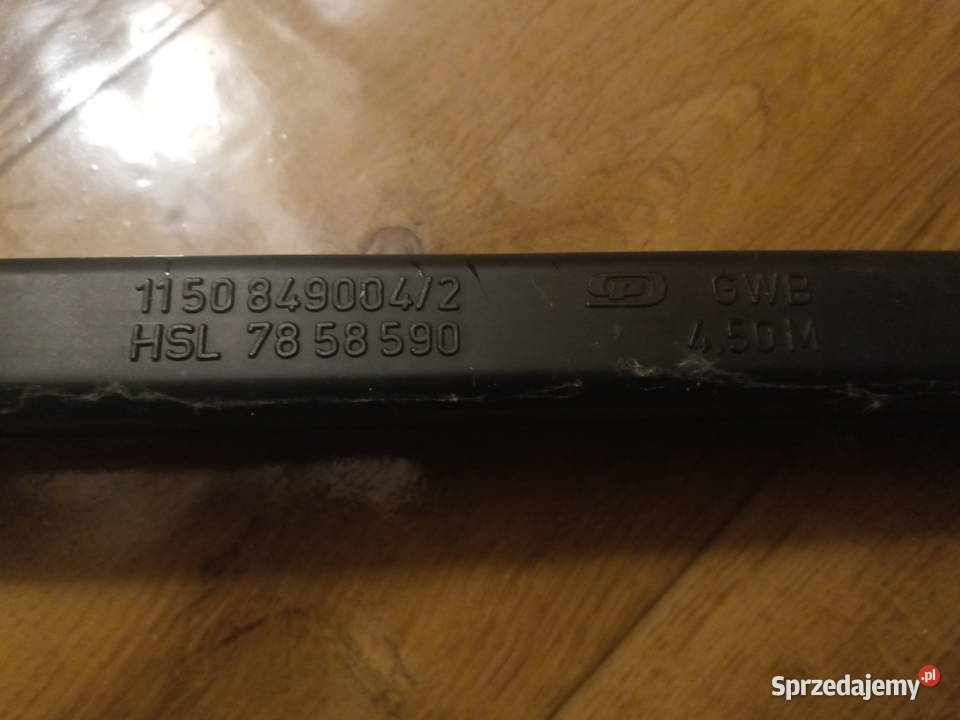 1150 849004/2 GWB
HSL 78 58 590 4,50M
Sprzedajemy.pl